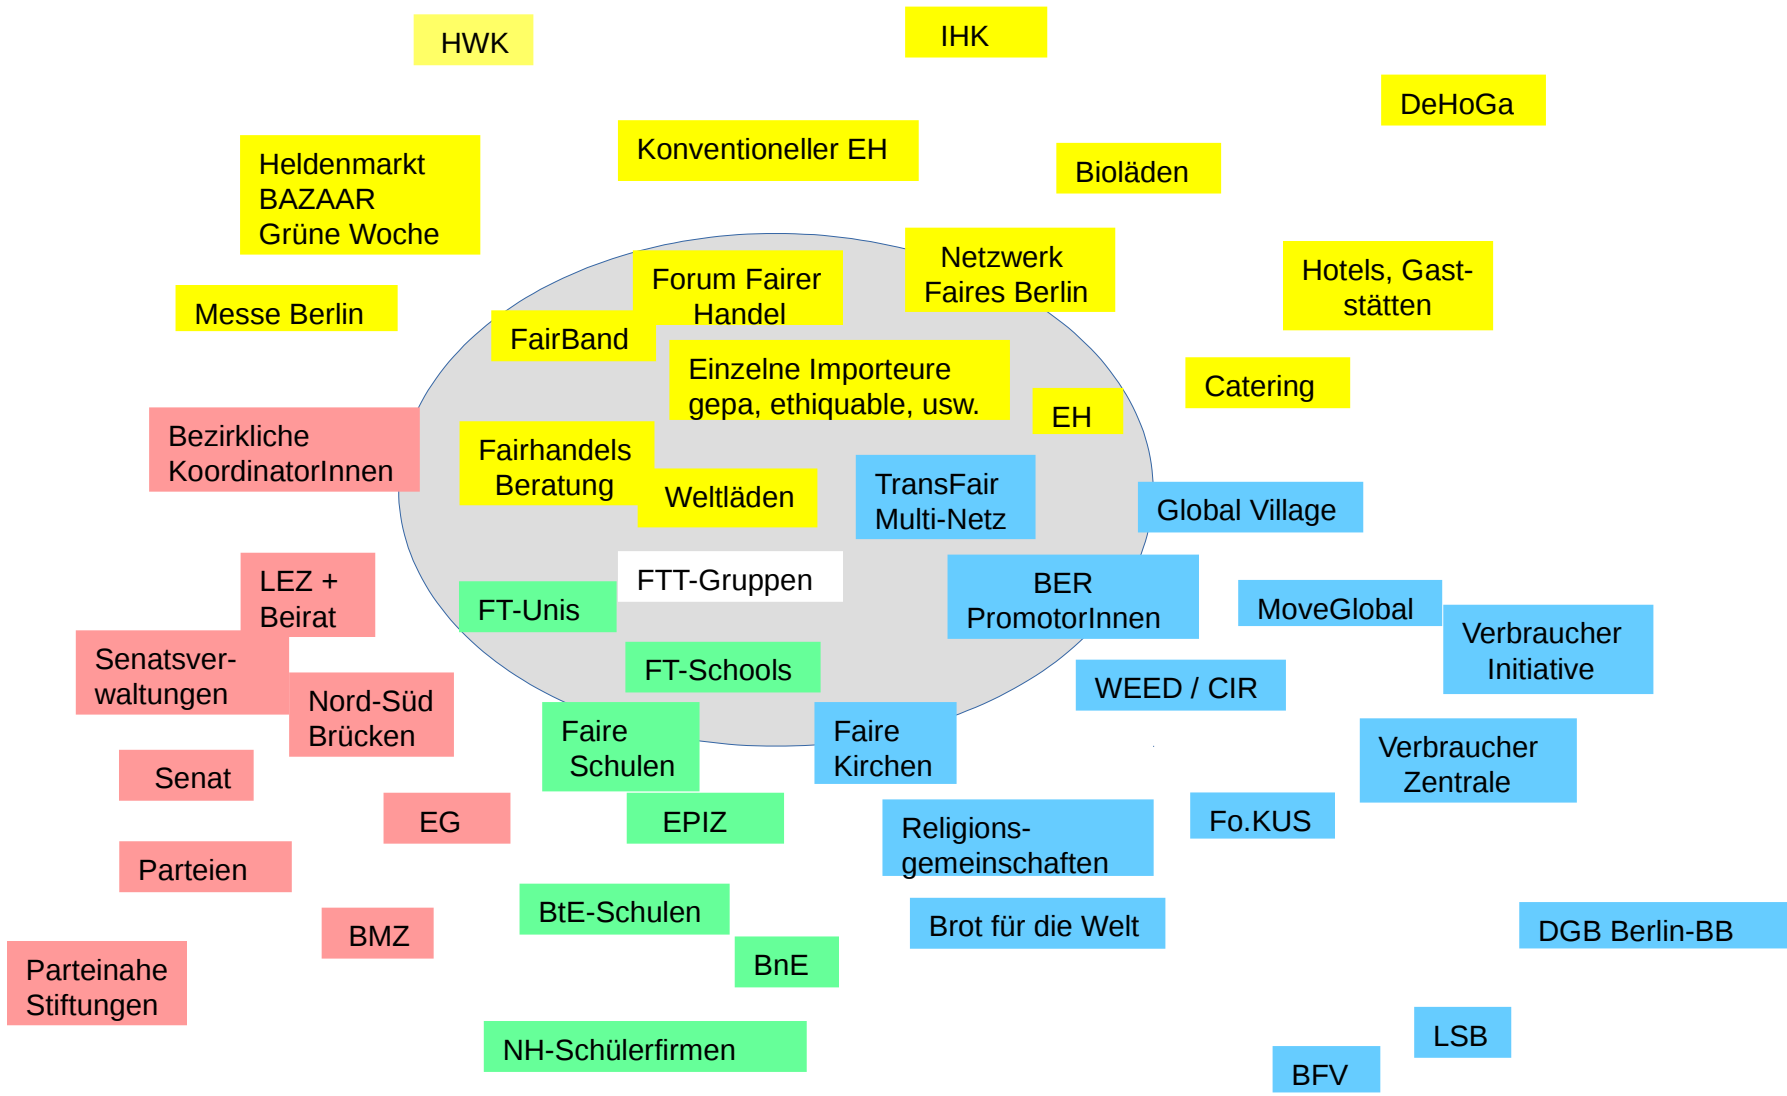 HWK
IHK
DeHoGa
Konventioneller EH
Heldenmarkt
BAZAAR
Grüne Woche
Bioläden
Netzwerk
Faires Berlin
Forum Fairer
Handel
Hotels, Gast-
stätten
Messe Berlin
FairBand
Einzelne Importeure
gepa, ethiquable, usw.
Catering
EH
Bezirkliche
KoordinatorInnen
Fairhandels
Beratung
Weltläden
TransFair
Multi-Netz
Global Village
LEZ +
Beirat
FTT-Gruppen
FT-Unis
BER
PromotorInnen
MoveGlobal
Verbraucher
Initiative
Senatsver-
waltungen
FT-Schools
WEED / CIR
Nord-Süd
Brücken
Faire
Schulen
Faire
Kirchen
Verbraucher
Zentrale
Senat
EG
EPIZ
Religions-
gemeinschaften
Fo.KUS
Parteien
BtE-Schulen
Brot für die Welt
DGB Berlin-BB
BMZ
BnE
Parteinahe
Stiftungen
NH-Schülerfirmen
LSB
BFV